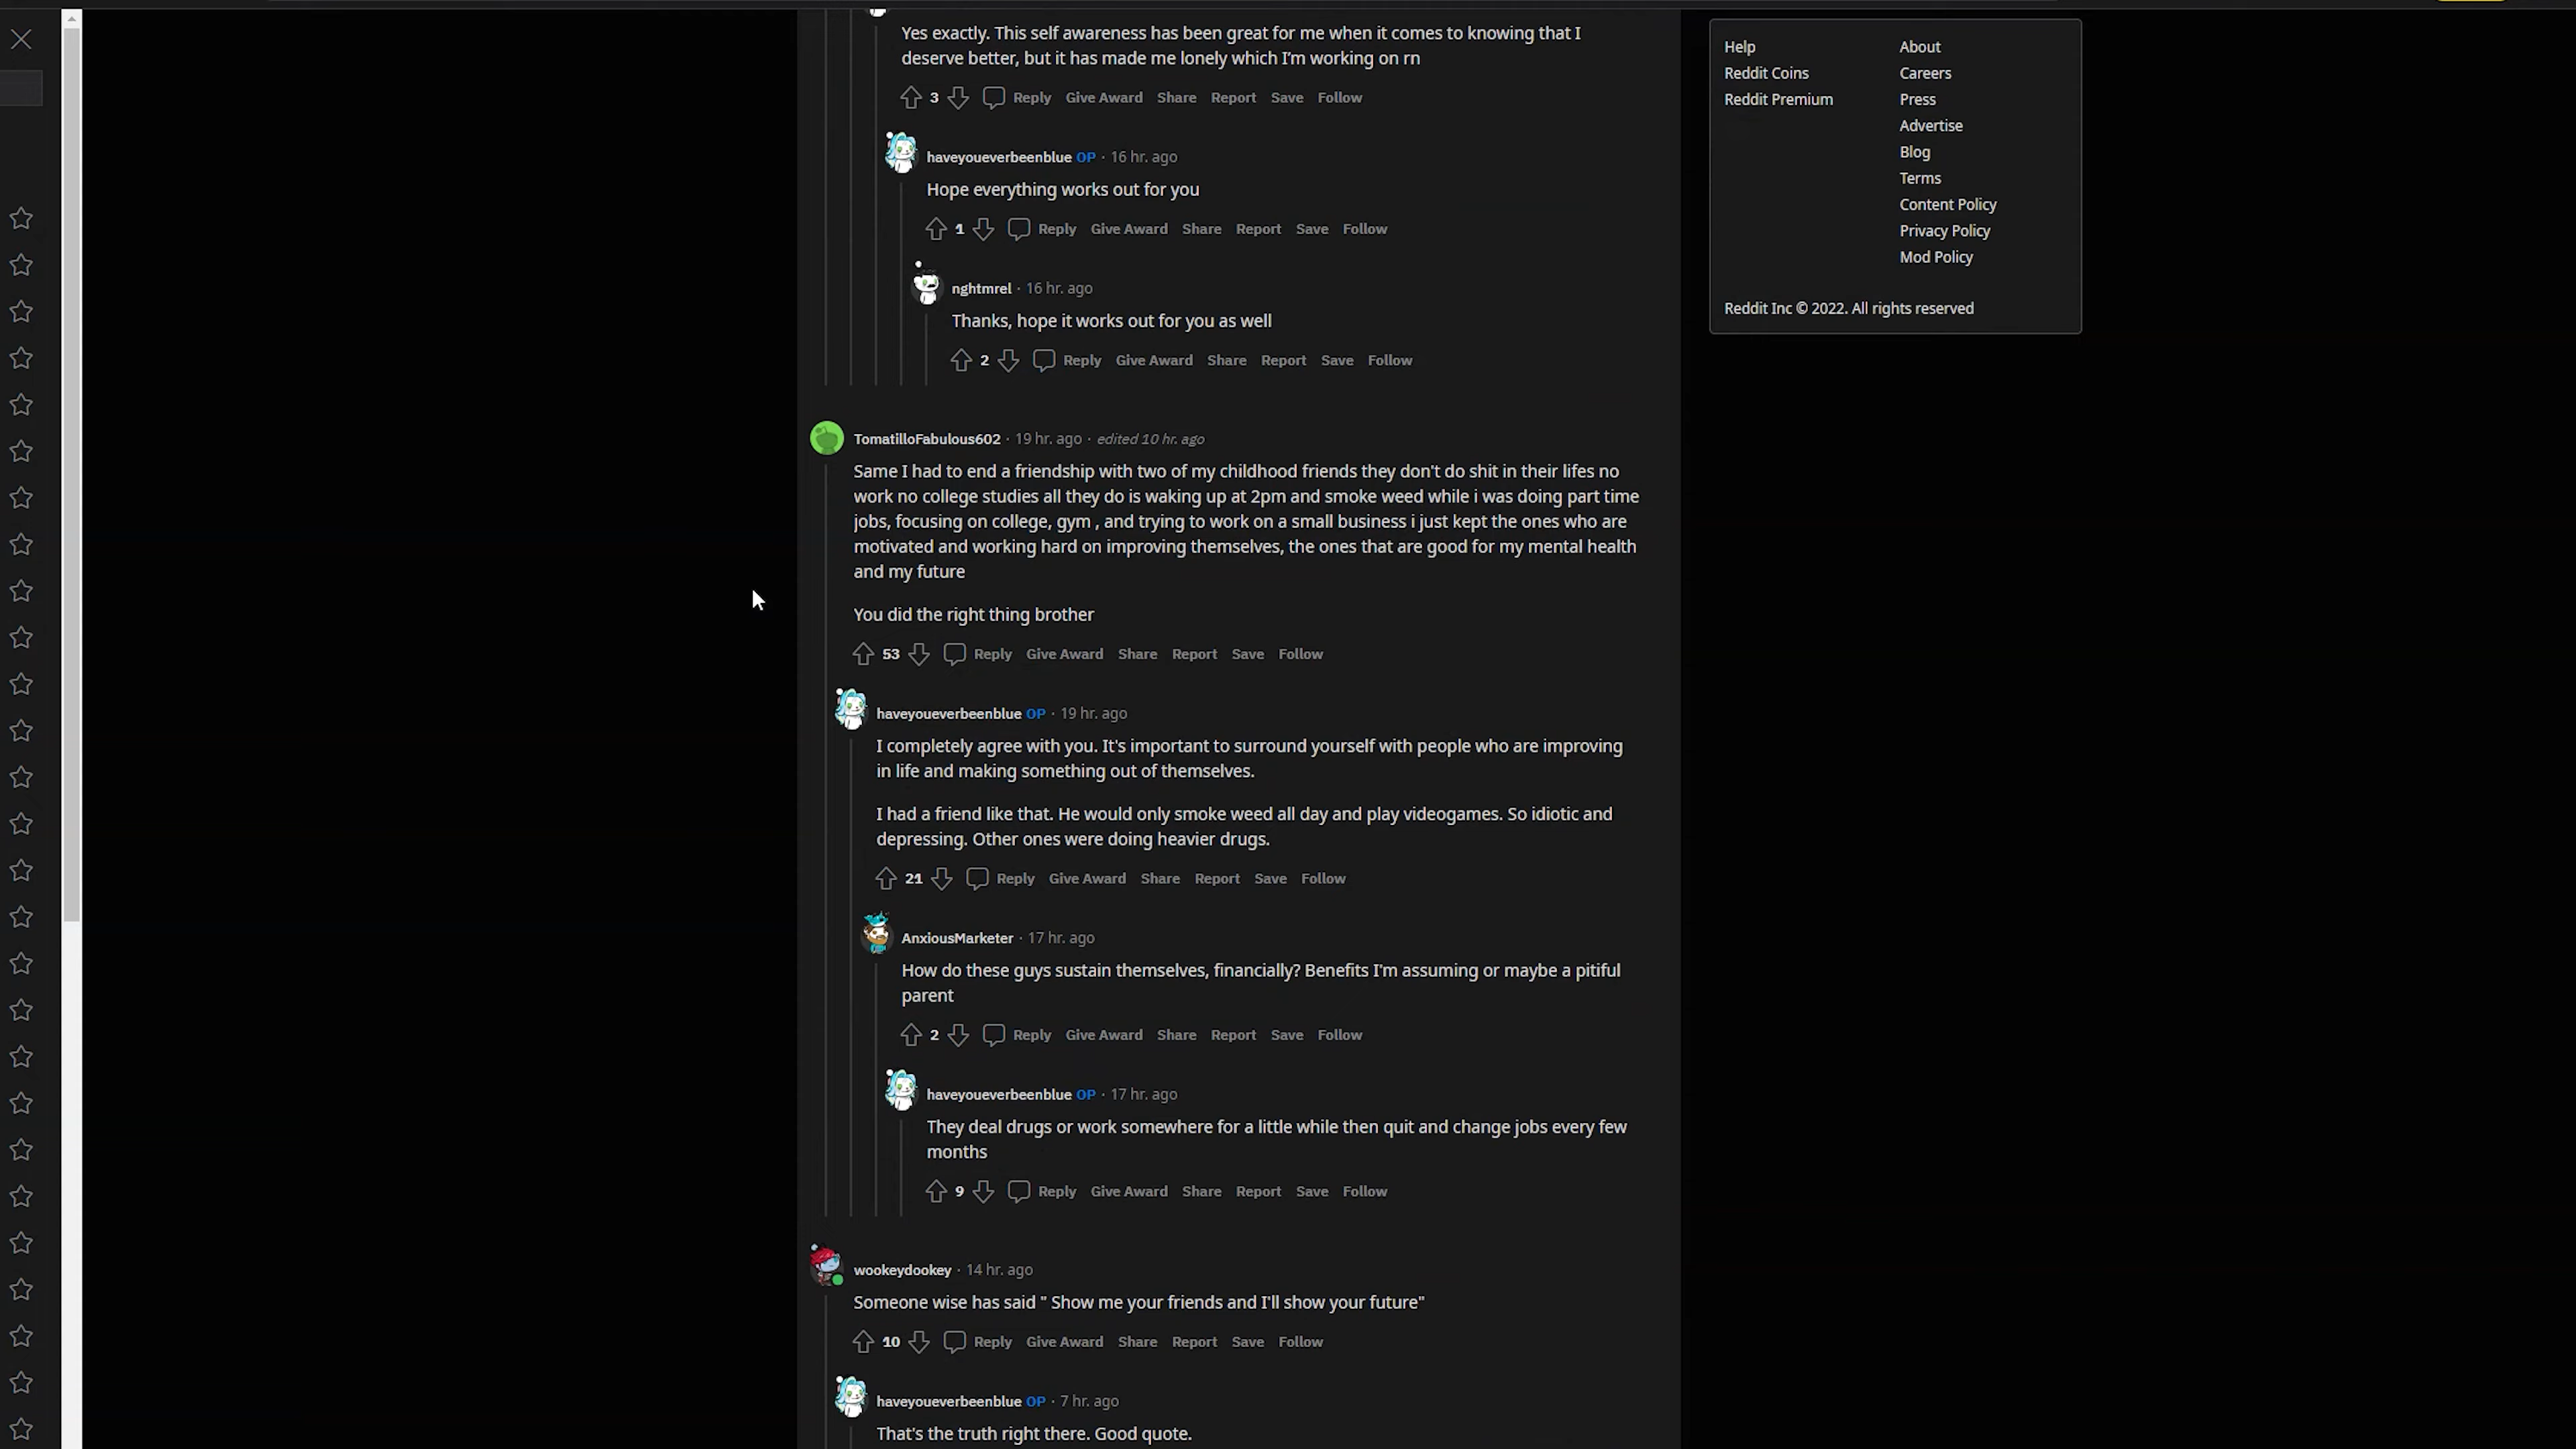 Yes exactly. This self awareness has been great for me when it comes to knowing that I
deserve better, but it has made me lonely which I'm working on rn
3 Reply Give Award Share Report Save Follow
haveyoueverbeenblue OP · 16 hr. ago
Hope everything works out for you
1 Reply Give Award Share Report Save Follow
nghtmrel · 16 hr. ago
Thanks, hope it works out for you as well
2 Reply Give Award Share Report Save Follow
TomatilloFabulous602 · 19 hr. ago · edited 10 hr. ago
Same I had to end a friendship with two of my childhood friends they don't do shit in their lifes no
work no college studies all they do is waking up at 2pm and smoke weed while i was doing part time
jobs, focusing on college, gym , and trying to work on a small business i just kept the ones who are
motivated and working hard on improving themselves, the ones that are good for my mental health
and my future
You did the right thing brother
53 Reply Give Award Share Report Save Follow
haveyoueverbeenblue OP · 19 hr. ago
I completely agree with you. It's important to surround yourself with people who are improving
in life and making something out of themselves.
I had a friend like that. He would only smoke weed all day and play videogames. So idiotic and
depressing. Other ones were doing heavier drugs.
21 Reply Give Award Share Report Save Follow
AnxiousMarketer · 17 hr. ago
How do these guys sustain themselves, financially? Benefits I'm assuming or maybe a pitiful
parent
2 Reply Give Award Share Report Save Follow
haveyoueverbeenblue OP · 17 hr. ago
They deal drugs or work somewhere for a little while then quit and change jobs every few
months
9 Reply Give Award Share Report Save Follow
wookeydookey · 14 hr. ago
Someone wise has said " Show me your friends and I'll show your future"
10 Reply Give Award Share Report Save Follow
haveyoueverbeenblue OP · 7 hr. ago
That's the truth right there. Good quote.
Help
Reddit Coins
Reddit Premium
About
Careers
Press
Advertise
Blog
Terms
Content Policy
Privacy Policy
Mod Policy
Reddit Inc © 2022. All rights reserved